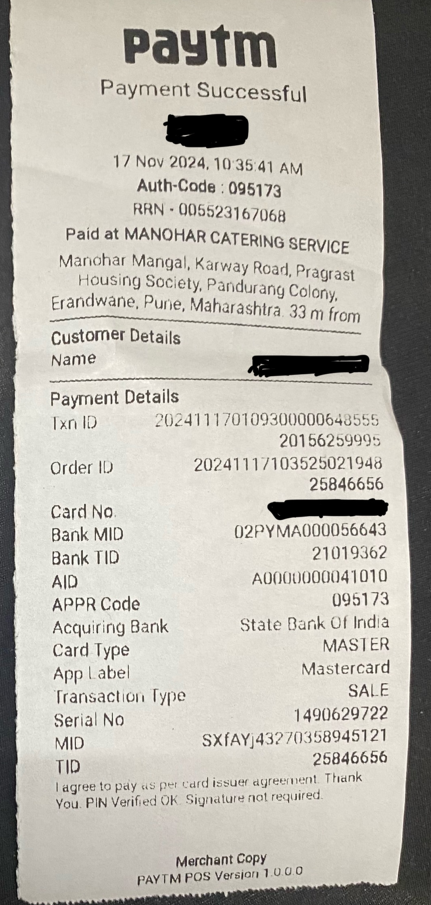 paytm
Payment Successful
17 Nov 2024, 10:35:41 AM
Auth-Code : 095173
RRN - 005523167068
Paid at MANOHAR CATERING SERVICE
Manohar Mangal, Karway Road, Pragrast
Housing Society, Pandurang Colony,
Erandwane, Pune, Maharashtra. 33 m from
Customer Details
Name
Payment Details
Txn ID 202411170109300000648555
20156259995
Order ID 20241117103525021948
25846656
Card No.
Bank MID 02PYMA000056643
Bank TID 21019362
AID A0000000041010
APPR Code 095173
Acquiring Bank State Bank Of India
Card Type MASTER
App Label Mastercard
Transaction Type SALE
Serial No 1490629722
MID SXfAYj43270358945121
TID 25846656
I agree to pay as per card issuer agreement. Thank
You. PIN Verified OK. Signature not required.
Merchant Copy
PAYTM POS Version 1.0.0.0